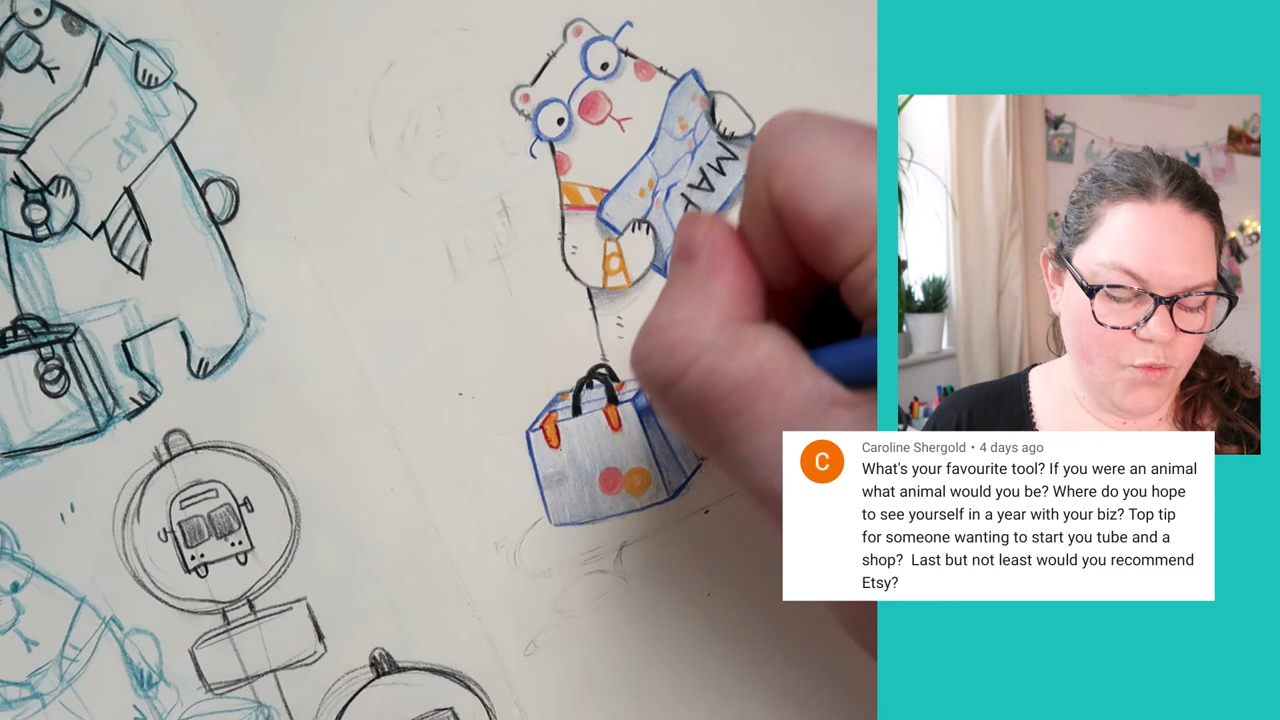 MAP
MAP
Caroline Shergold • 4 days ago
C
What's your favourite tool? If you were an animal
what animal would you be? Where do you hope
to see yourself in a year with your biz? Top tip
for someone wanting to start you tube and a
shop?  Last but not least would you recommend
Etsy?